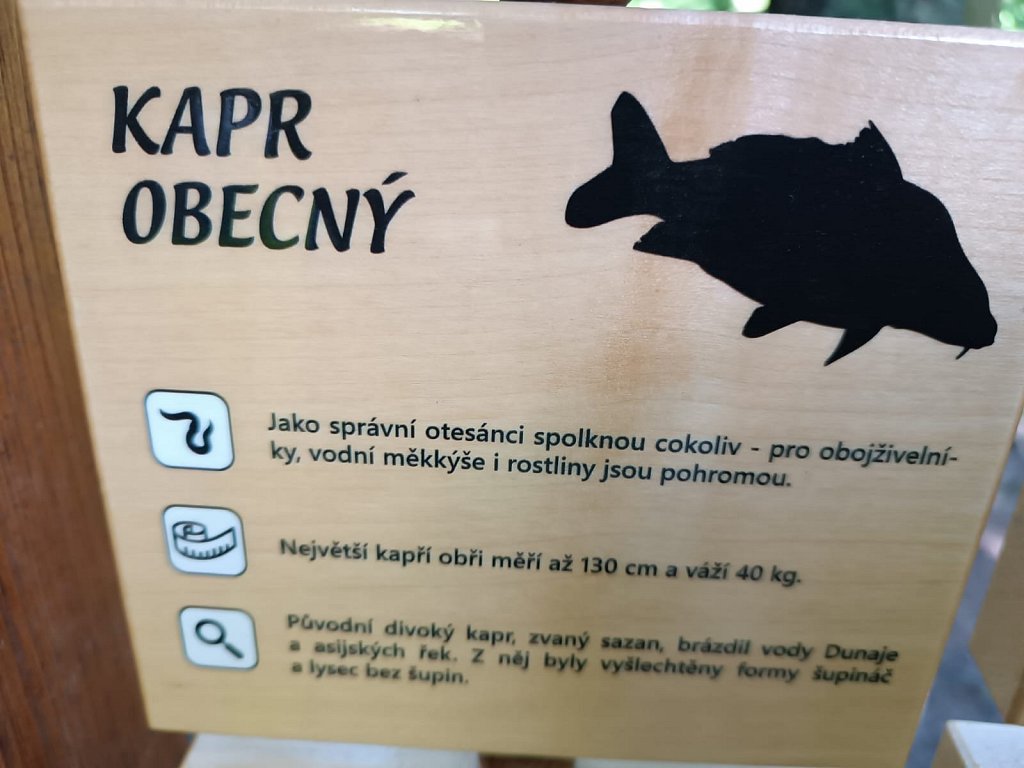 KAPR
OBECNÝ
Jako správní otesánci spolknou cokoliv - pro obojživelní-
ky, vodní měkkýše i rostliny jsou pohromou.
Největší kapří obři měří až 130 cm a váží 40 kg.
Původní divoký kapr, zvaný sazan, brázdil vody Dunaje
a asijských řek. Z něj byly vyšlechtěny formy šupináč
a lysec bez šupin.